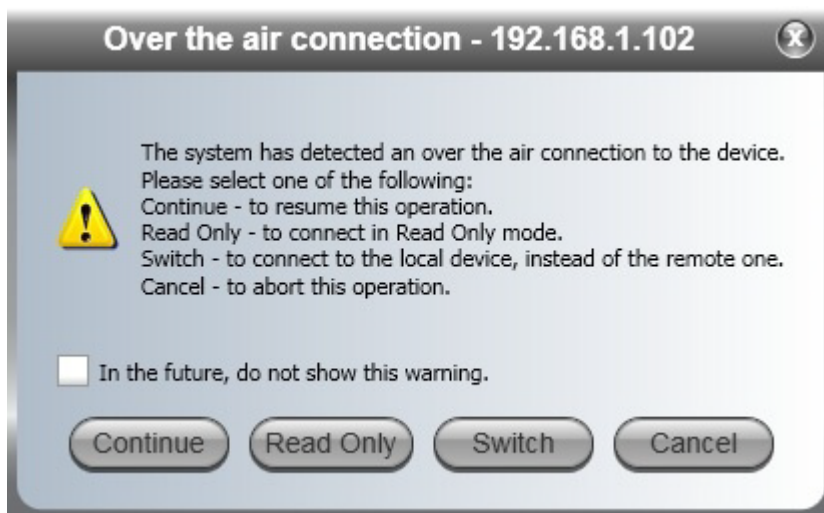 Over the air connection - 192.168.1.102
X
The system has detected an over the air connection to the device.
Please select one of the following:
Continue - to resume this operation.
Read Only - to connect in Read Only mode.
Switch - to connect to the local device, instead of the remote one.
Cancel - to abort this operation.
In the future, do not show this warning.
Continue Read Only Switch Cancel